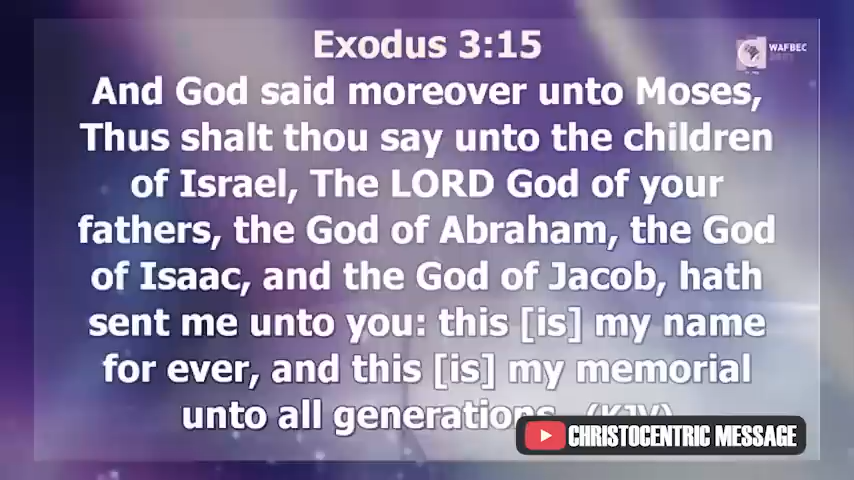 Exodus 3:15
WAFBEC
And God said moreover unto Moses,
Thus shalt thou say unto the children
of Israel, The LORD God of your
fathers, the God of Abraham, the God
of Isaac, and the God of Jacob, hath
sent me unto you: this [is] my name
for ever, and this [is] my memorial
unto all generations. (KJV)
CHRISTOCENTRIC MESSAGE